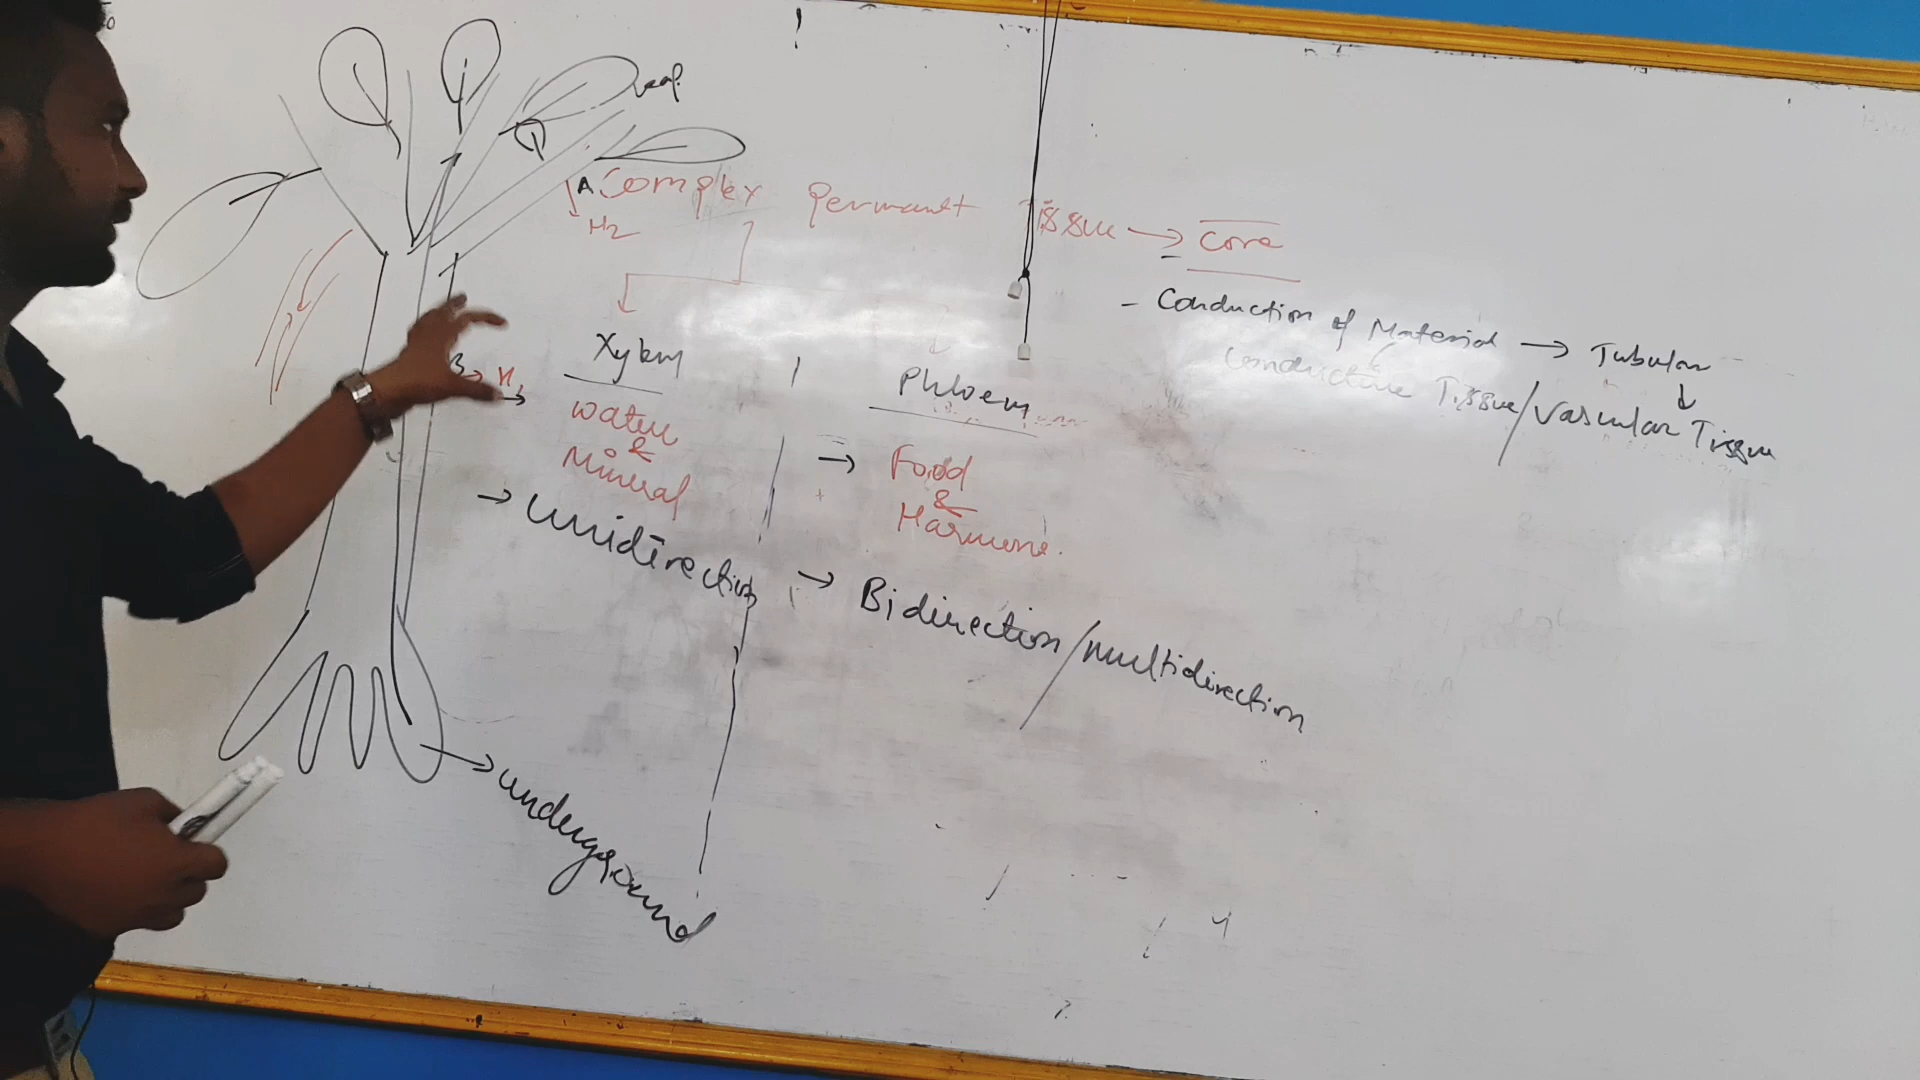 leaf
A Complex Permanent Tissue → Core
H2
- Conduction of Material → Tubular
Conductive Tissue/Vascular Tissue
Xylem
Phloem
B → H1
→ Water & Mineral
→ Food & Harmone.
→ Unidirection
→ Bidirection/multidirection
→ underground